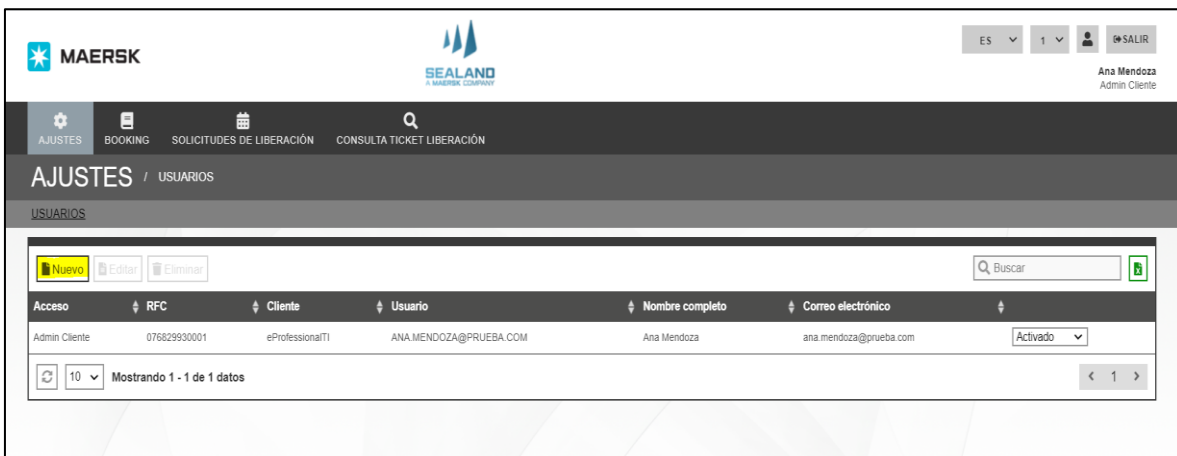 MAERSK
SEALAND
A MAERSK COMPANY
ES 1 SALIR
Ana Mendoza
Admin Cliente
AJUSTES BOOKING SOLICITUDES DE LIBERACIÓN CONSULTA TICKET LIBERACIÓN
AJUSTES / USUARIOS
USUARIOS
Nuevo Editar Eliminar Buscar
Acceso RFC Cliente Usuario Nombre completo Correo electrónico
Admin Cliente 076829930001 eProfessionalTI ANA.MENDOZA@PRUEBA.COM Ana Mendoza ana.mendoza@prueba.com Activado
10 Mostrando 1 - 1 de 1 datos < 1 >